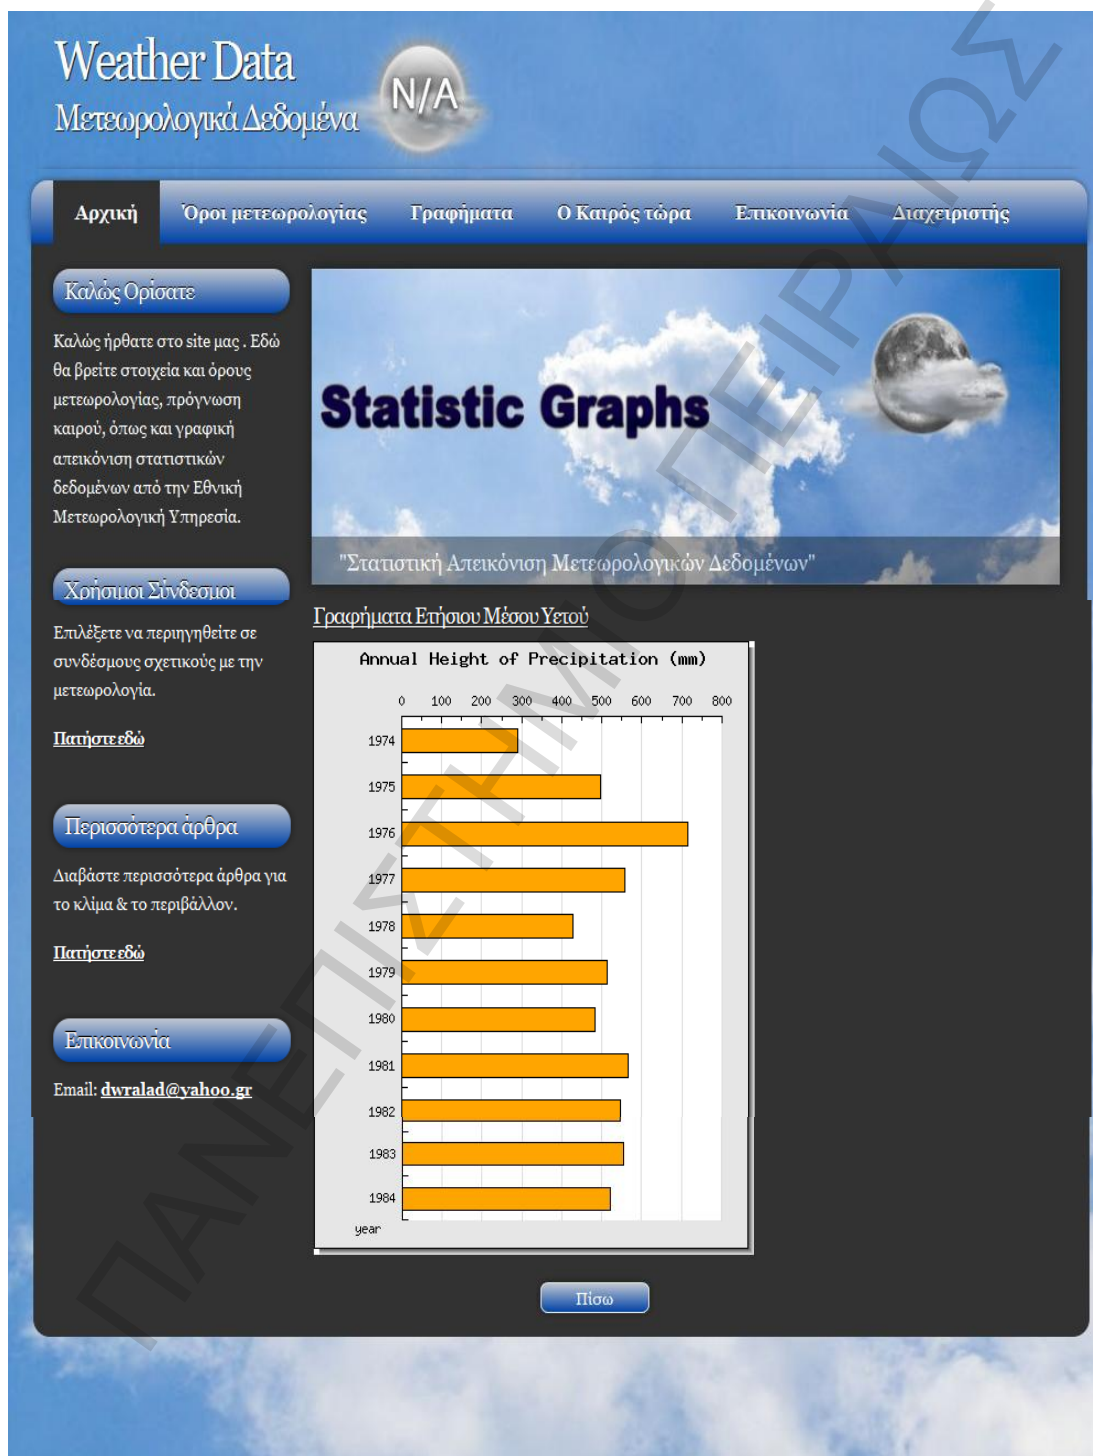 Weather Data
Μετεωρολογικά Δεδομένα
N/A
Αρχική Όροι μετεωρολογίας Γραφήματα Ο Καιρός τώρα Επικοινωνία Διαχειριστής
Καλώς Ορίσατε
Καλώς ήρθατε στο site μας . Εδώ
θα βρείτε στοιχεία και όρους
μετεωρολογίας, πρόγνωση
καιρού, όπως και γραφική
απεικόνιση στατιστικών
δεδομένων από την Εθνική
Μετεωρολογική Υπηρεσία.
Χρήσιμοι Σύνδεσμοι
Επιλέξετε να περιηγηθείτε σε
συνδέσμους σχετικούς με την
μετεωρολογία.
Πατήστε εδώ
Περισσότερα άρθρα
Διαβάστε περισσότερα άρθρα για
το κλίμα & το περιβάλλον.
Πατήστε εδώ
Επικοινωνία
Email: dwralad@yahoo.gr
Statistic Graphs
"Στατιστική Απεικόνιση Μετεωρολογικών Δεδομένων"
Γραφήματα Ετήσιου Μέσου Υετού
Annual Height of Precipitation (mm)
0 100 200 300 400 500 600 700 800
1974
1975
1976
1977
1978
1979
1980
1981
1982
1983
1984
year
Πίσω
ΠΑΝΕΠΙΣΤΗΜΙΟ ΠΕΙΡΑΙΩΣ